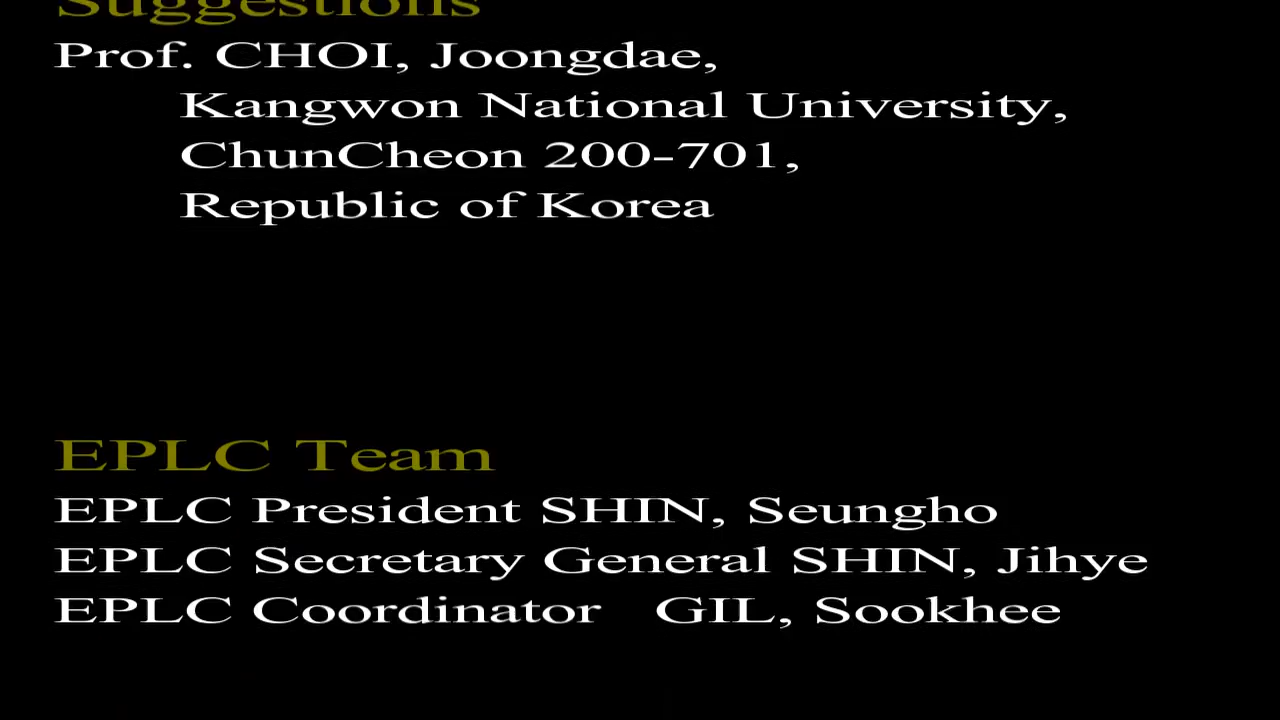 Suggestions
Prof. CHOI, Joongdae,
Kangwon National University,
ChunCheon 200-701,
Republic of Korea
EPLC Team
EPLC President SHIN, Seungho
EPLC Secretary General SHIN, Jihye
EPLC Coordinator GIL, Sookhee